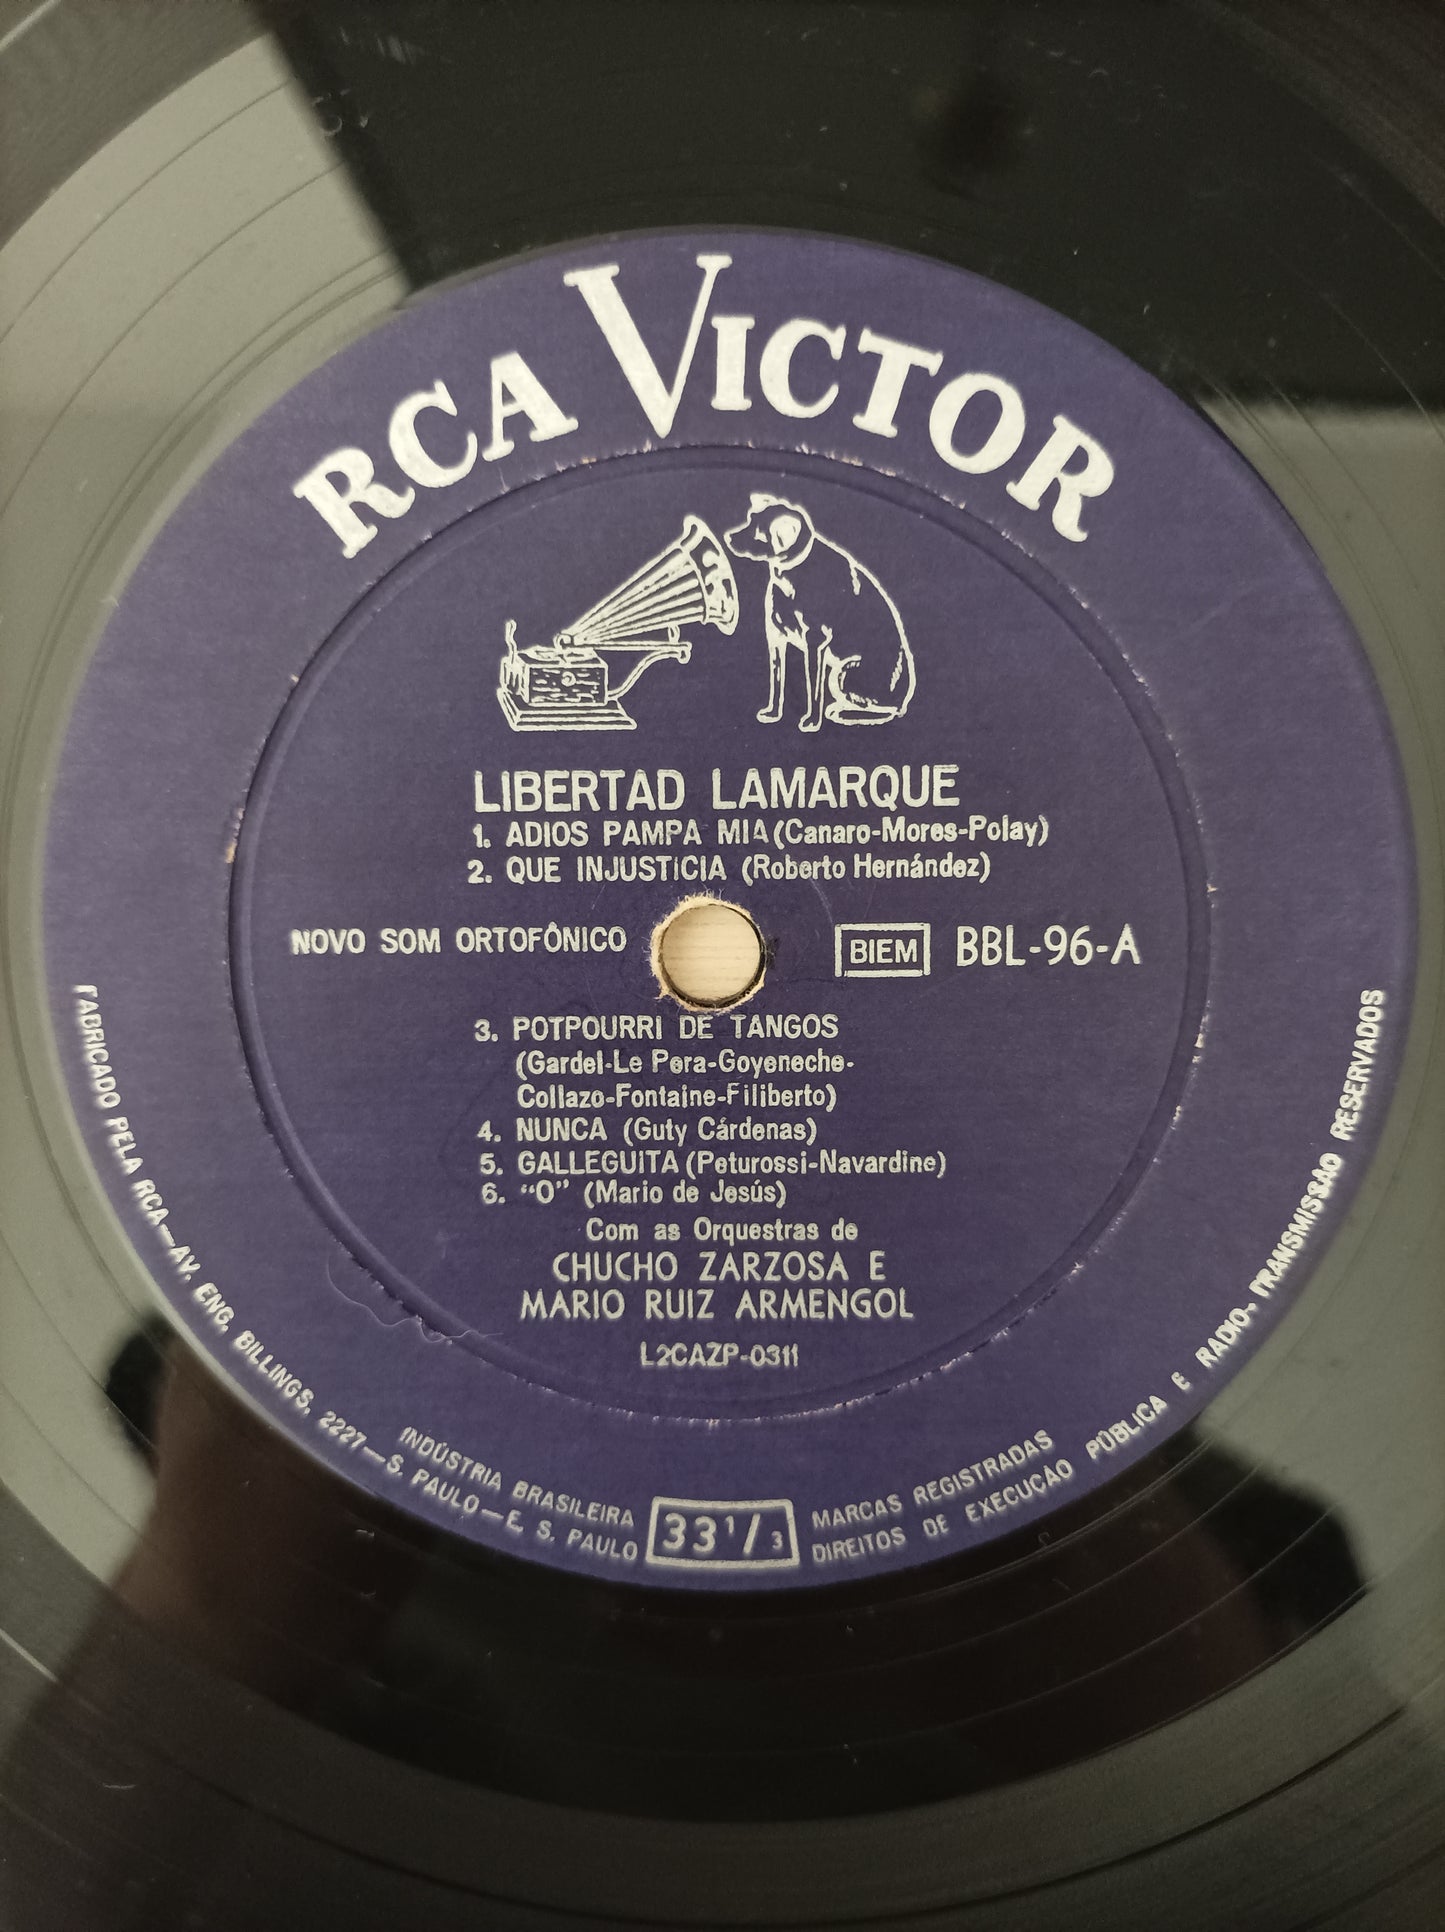 RCA VICTOR
LIBERTAD LAMARQUE
1. ADIOS PAMPA MIA (Canaro-Mores-Polay)
2. QUE INJUSTICIA (Roberto Hernández)
NOVO SOM ORTOFÔNICO
BIEM BBL-96-A
3. POTPOURRI DE TANGOS
(Gardel-Le Pera-Goyeneche-
Collazo-Fontaine-Filiberto)
4. NUNCA (Guty Cárdenas)
5. GALLEGUITA (Peturossi-Navardine)
6. "O" (Mario de Jesús)
Com as Orquestras de
CHUCHO ZARZOSA E
MARIO RUIZ ARMENGOL
L2CAZP-0311
INDÚSTRIA BRASILEIRA
FABRICADO PELA RCA—AV. ENG. BILLINGS, 2227—S. PAULO—E. S. PAULO
33 1/3
MARCAS REGISTRADAS
DIREITOS DE EXECUÇÃO PÚBLICA E RADIO-TRANSMISSÃO RESERVADOS